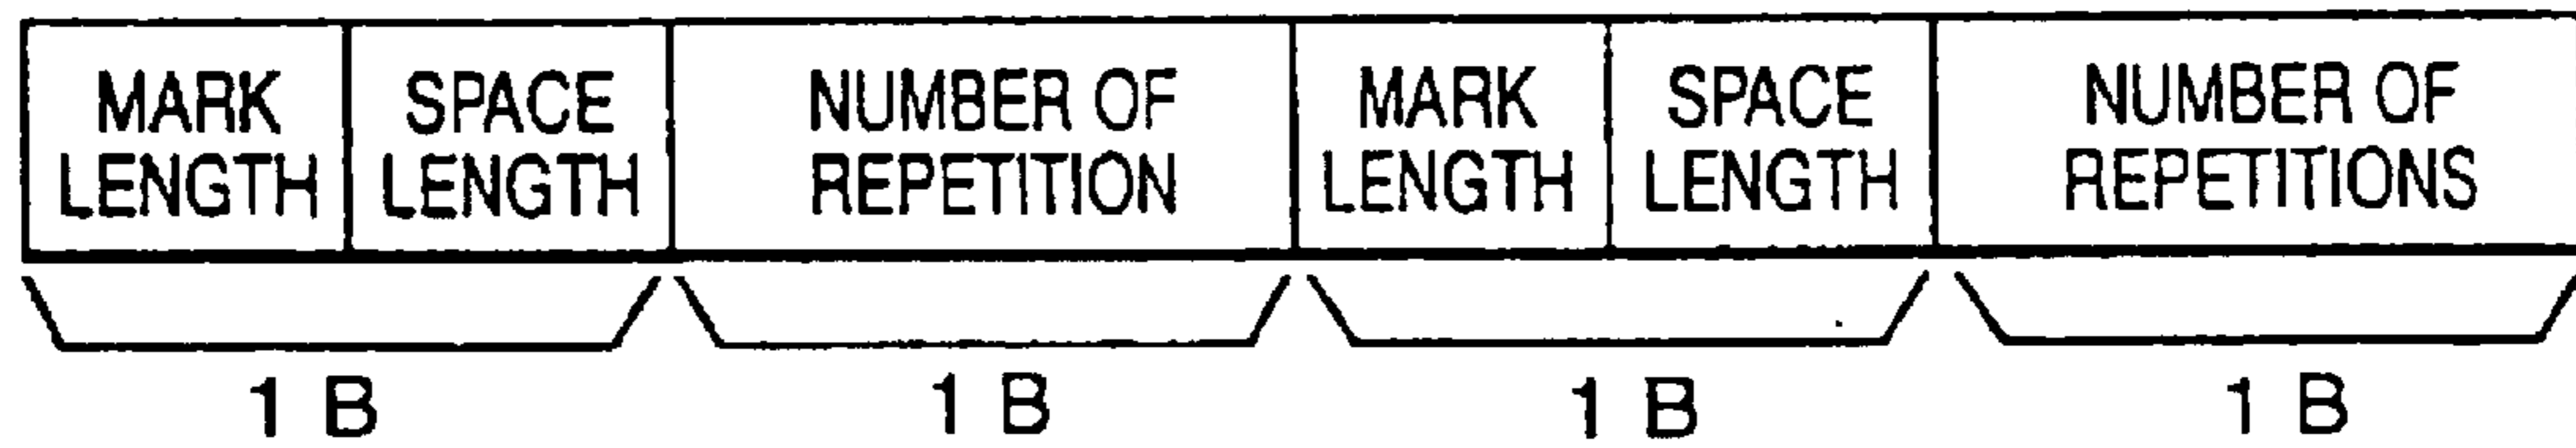 MARK LENGTH SPACE LENGTH NUMBER OF REPETITION MARK LENGTH SPACE LENGTH NUMBER OF REPETITIONS
1 B 1 B 1 B 1 B